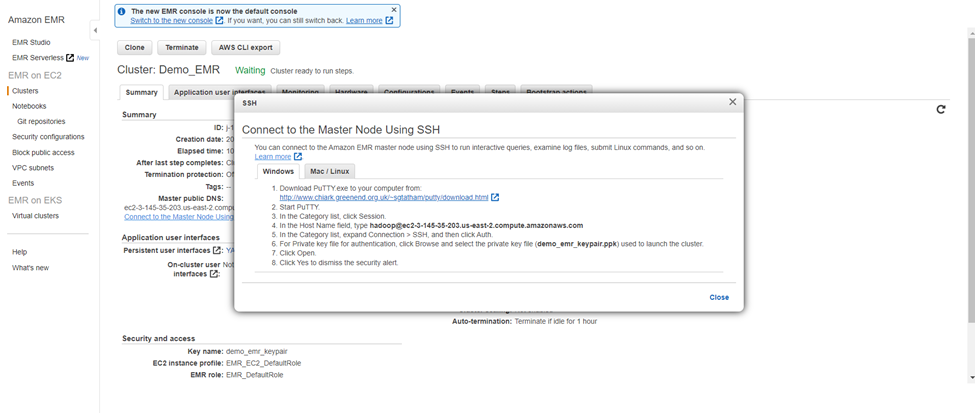 Amazon EMR
EMR Studio
EMR Serverless New
EMR on EC2
Clusters
Notebooks
Git repositories
Security configurations
Block public access
VPC subnets
Events
EMR on EKS
Virtual clusters
Help
What's new
The new EMR console is now the default console
Switch to the new console . If you want, you can still switch back. Learn more
Clone Terminate AWS CLI export
Cluster: Demo_EMR Waiting Cluster ready to run steps.
Summary Application user interfaces Monitoring Hardware Configurations Events Steps Bootstrap actions
Summary
ID: j-1
Creation date: 20
Elapsed time: 10
After last step completes: Cl
Termination protection: Of
Tags: --
Master public DNS:
ec2-3-145-35-203.us-east-2.compu
Connect to the Master Node Using
Application user interfaces
Persistent user interfaces : YA
On-cluster user Not
interfaces :
SSH
Connect to the Master Node Using SSH
You can connect to the Amazon EMR master node using SSH to run interactive queries, examine log files, submit Linux commands, and so on.
Learn more
Windows Mac / Linux
1. Download PuTTY.exe to your computer from:
http://www.chiark.greenend.org.uk/~sgtatham/putty/download.html
2. Start PuTTY.
3. In the Category list, click Session.
4. In the Host Name field, type hadoop@ec2-3-145-35-203.us-east-2.compute.amazonaws.com
5. In the Category list, expand Connection > SSH, and then click Auth.
6. For Private key file for authentication, click Browse and select the private key file (demo_emr_keypair.ppk) used to launch the cluster.
7. Click Open.
8. Click Yes to dismiss the security alert.
Close
Auto-termination: Terminate if idle for 1 hour
Security and access
Key name: demo_emr_keypair
EC2 instance profile: EMR_EC2_DefaultRole
EMR role: EMR_DefaultRole